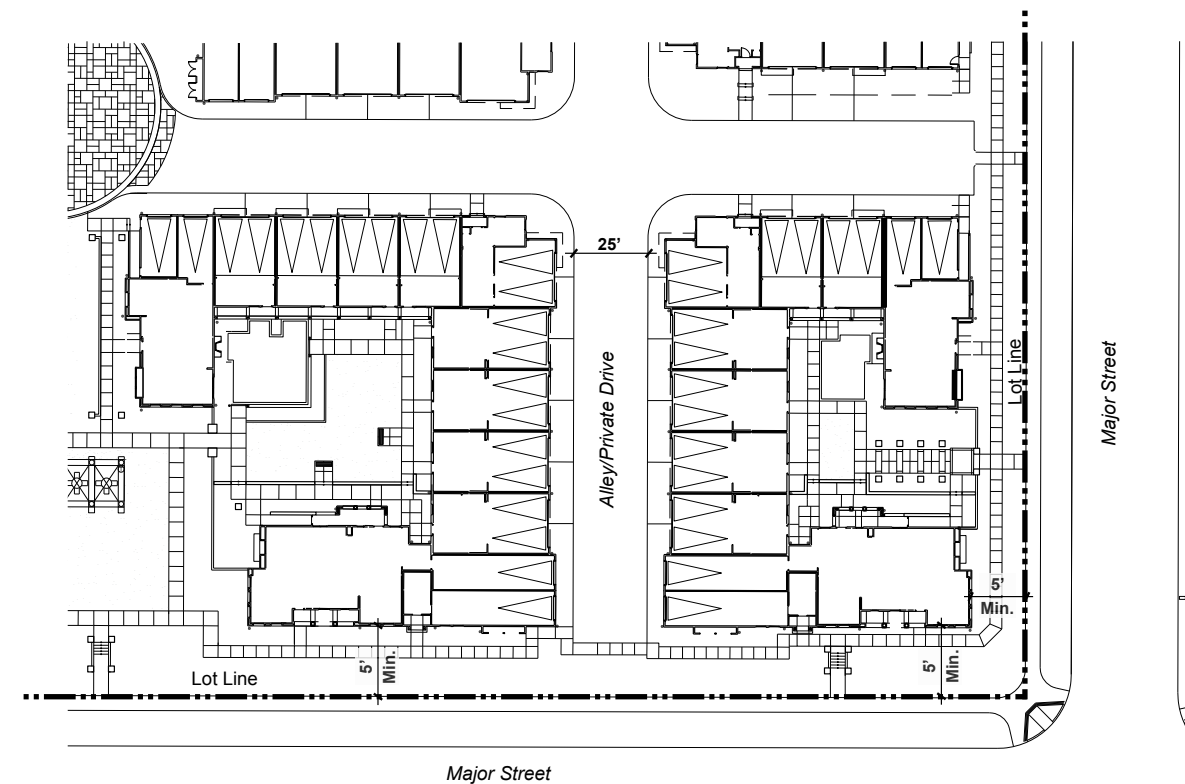 25’
Alley/Private Drive
Lot Line
Major Street
5’
Min.
5’
Min.
5’
Min.
Lot Line
Major Street